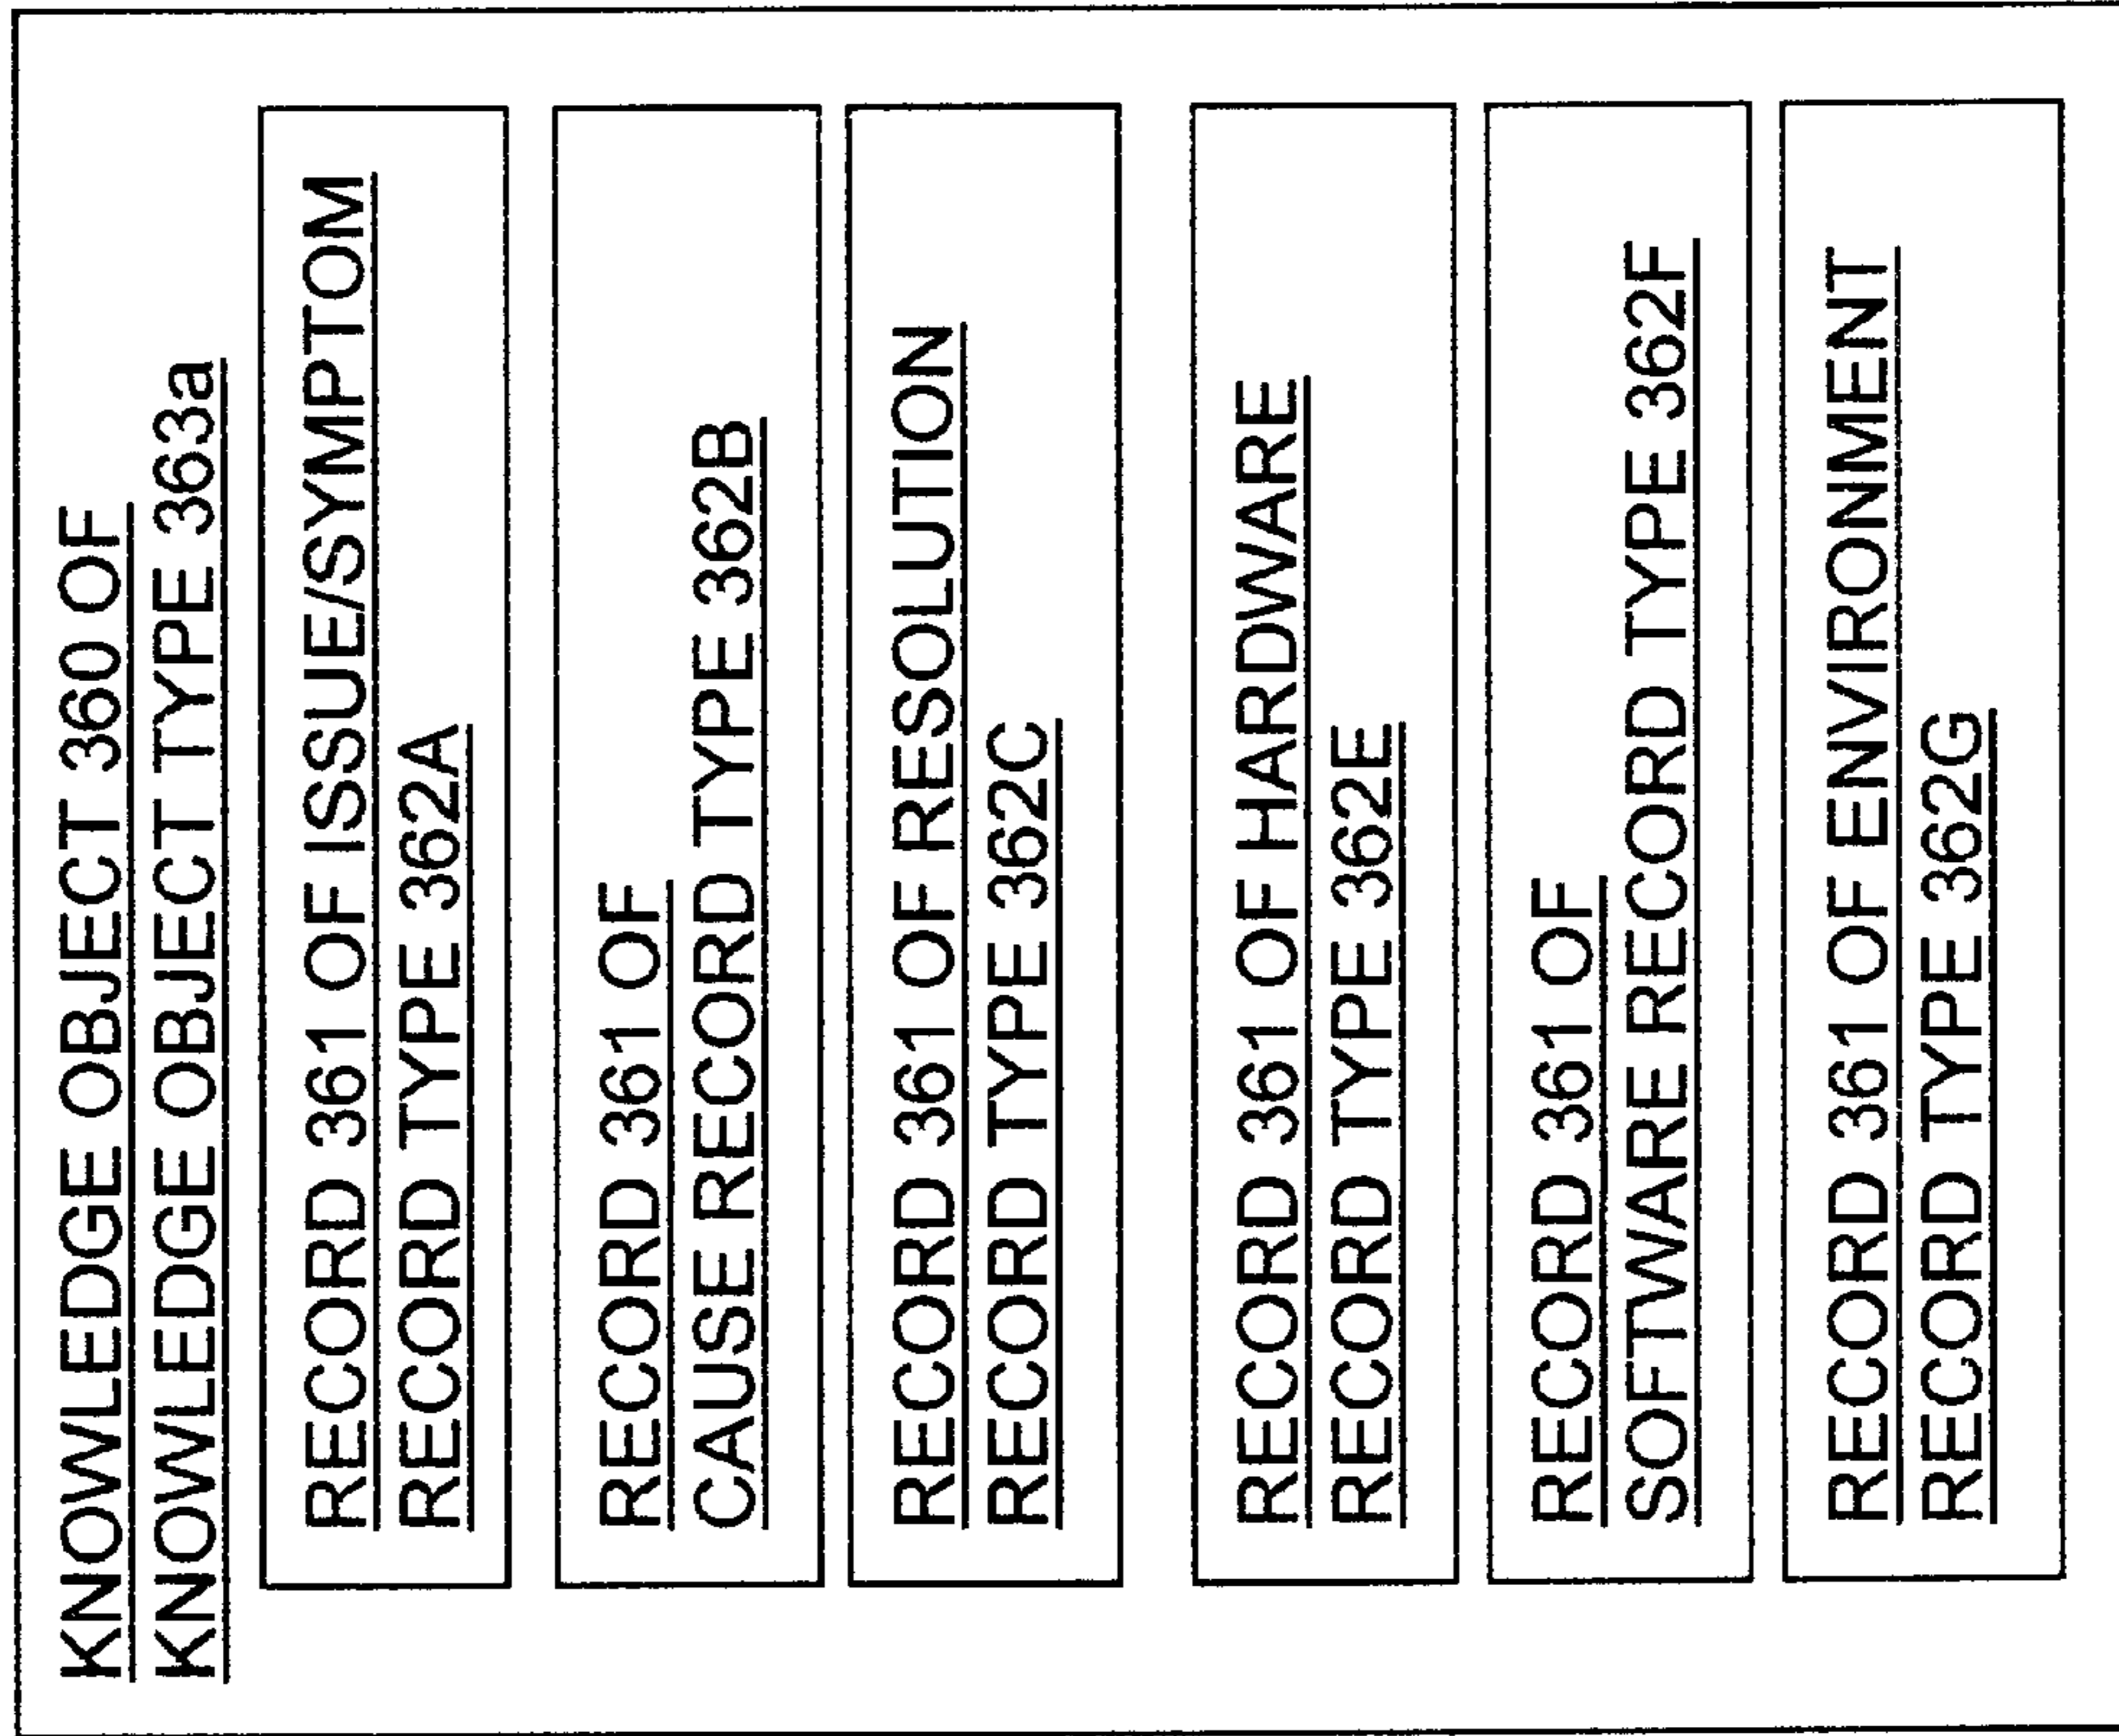 KNOWLEDGE OBJECT 360 OF
KNOWLEDGE OBJECT TYPE 363a
RECORD 361 OF ISSUE/SYMPTOM
RECORD TYPE 362A
RECORD 361 OF
CAUSE RECORD TYPE 362B
RECORD 361 OF RESOLUTION
RECORD TYPE 362C
RECORD 361 OF HARDWARE
RECORD TYPE 362E
RECORD 361 OF
SOFTWARE RECORD TYPE 362F
RECORD 361 OF ENVIRONMENT
RECORD TYPE 362G